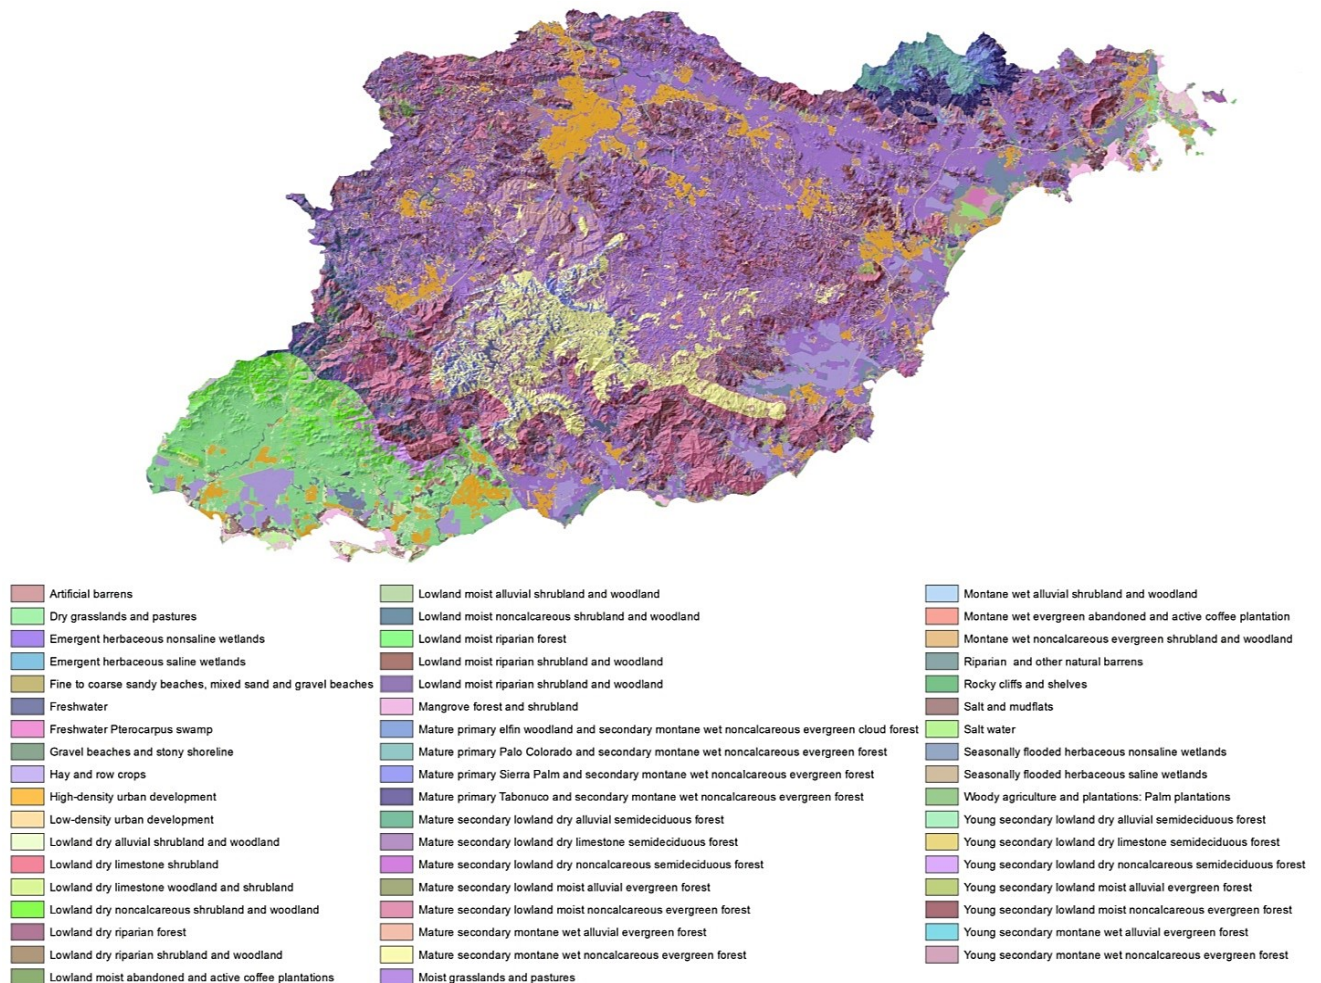 Artificial barrens
Dry grasslands and pastures
Emergent herbaceous nonsaline wetlands
Emergent herbaceous saline wetlands
Fine to coarse sandy beaches, mixed sand and gravel beaches
Freshwater
Freshwater Pterocarpus swamp
Gravel beaches and stony shoreline
Hay and row crops
High-density urban development
Low-density urban development
Lowland dry alluvial shrubland and woodland
Lowland dry limestone shrubland
Lowland dry limestone woodland and shrubland
Lowland dry noncalcareous shrubland and woodland
Lowland dry riparian forest
Lowland dry riparian shrubland and woodland
Lowland moist abandoned and active coffee plantations
Lowland moist alluvial shrubland and woodland
Lowland moist noncalcareous shrubland and woodland
Lowland moist riparian forest
Lowland moist riparian shrubland and woodland
Lowland moist riparian shrubland and woodland
Mangrove forest and shrubland
Mature primary elfin woodland and secondary montane wet noncalcareous evergreen cloud forest
Mature primary Palo Colorado and secondary montane wet noncalcareous evergreen forest
Mature primary Sierra Palm and secondary montane wet noncalcareous evergreen forest
Mature primary Tabonuco and secondary montane wet noncalcareous evergreen forest
Mature secondary lowland dry alluvial semideciduous forest
Mature secondary lowland dry limestone semideciduous forest
Mature secondary lowland dry noncalcareous semideciduous forest
Mature secondary lowland moist alluvial evergreen forest
Mature secondary lowland moist noncalcareous evergreen forest
Mature secondary montane wet alluvial evergreen forest
Mature secondary montane wet noncalcareous evergreen forest
Moist grasslands and pastures
Montane wet alluvial shrubland and woodland
Montane wet evergreen abandoned and active coffee plantation
Montane wet noncalcareous evergreen shrubland and woodland
Riparian and other natural barrens
Rocky cliffs and shelves
Salt and mudflats
Salt water
Seasonally flooded herbaceous nonsaline wetlands
Seasonally flooded herbaceous saline wetlands
Woody agriculture and plantations: Palm plantations
Young secondary lowland dry alluvial semideciduous forest
Young secondary lowland dry limestone semideciduous forest
Young secondary lowland dry noncalcareous semideciduous forest
Young secondary lowland moist alluvial evergreen forest
Young secondary lowland moist noncalcareous evergreen forest
Young secondary montane wet alluvial evergreen forest
Young secondary montane wet noncalcareous evergreen forest